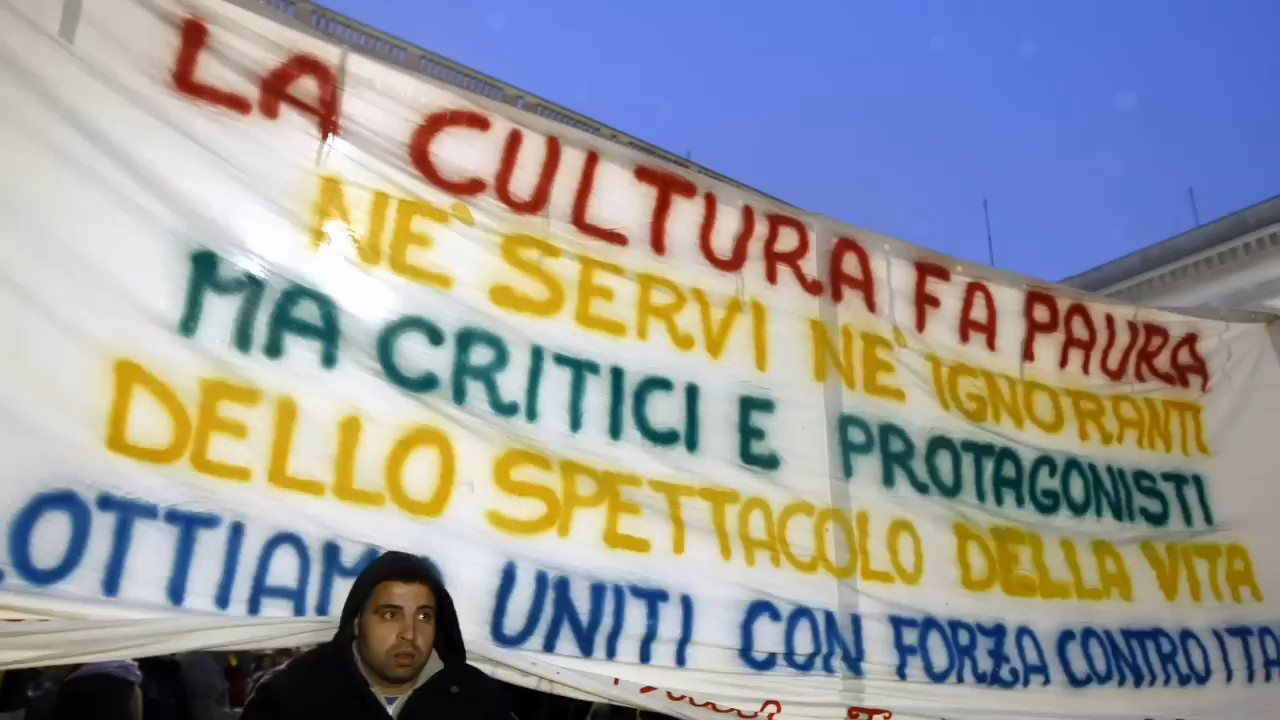 LA CULTURA FA PAURA
NE' SERVI NE' IGNORANTI
MA CRITICI E PROTAGONISTI
DELLO SPETTACOLO DELLA VITA
UNITI CON FORZA CONTRO